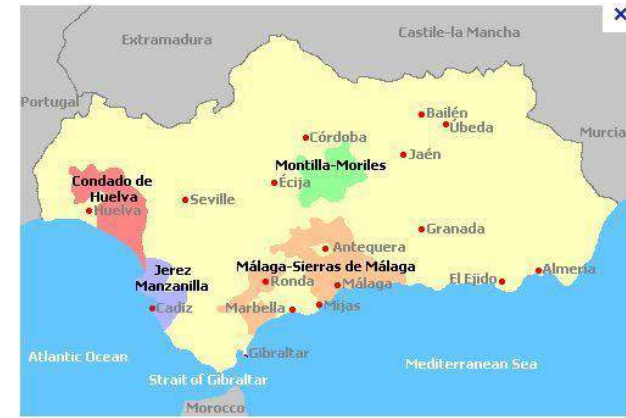 Extremadura
Castile-la Mancha
Portugal
Bailén
Úbeda
Murcia
Córdoba
Jaén
Montilla-Moriles
Écija
Condado de
Huelva
Seville
Huelva
Granada
Antequera
Jerez
Manzanilla
Málaga-Sierras de Málaga
Ronda
Málaga
El Ejido
Almería
Cadiz
Marbella
Mijas
Gibraltar
Atlantic Ocean
Mediterranean Sea
Strait of Gibraltar
Morocco